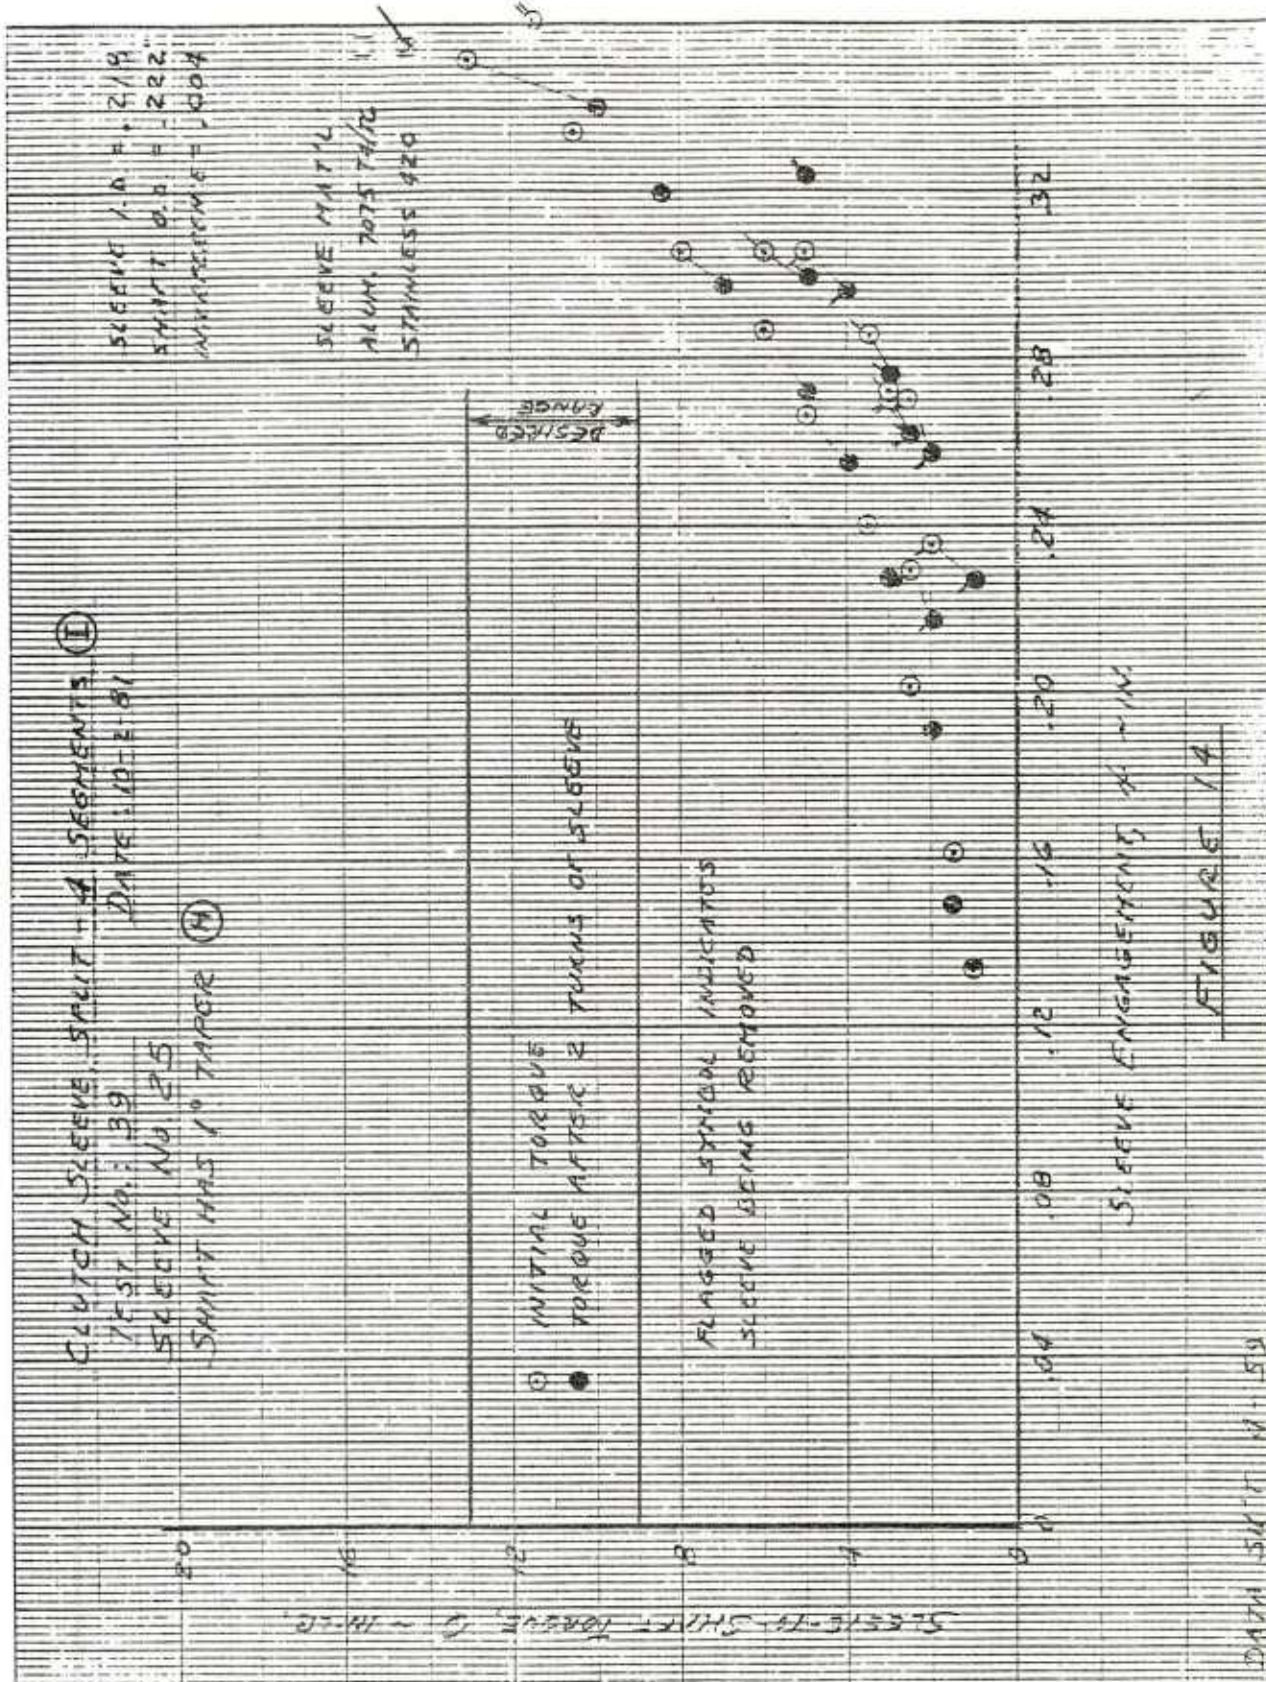 CLUTCH SLEEVE SPLIT - 4 SEGMENTS I
TEST No.: 39 DATE: 10-2-81
SLEEVE No. 25
SHAFT HAS 1° TAPER H
SLEEVE I.D. = .219
SHAFT O.D. = .222"
INTERFERENCE = .004
SLEEVE MAT'L
ALUM. 7075
STAINLESS 420
DESIRED
RANGE
INITIAL TORQUE
TORQUE AFTER 2 TURNS OF SLEEVE
FLAGGED SYMBOL INDICATES
SLEEVE BEING REMOVED
SLEEVE-TO-SHAFT TORQUE, Q ~ IN-LB.
20
16
12
8
4
0
0 .04 .08 .12 .16 .20 .24 .28 .32
SLEEVE ENGAGEMENT, X ~ IN.
FIGURE 14
DATA SH'T